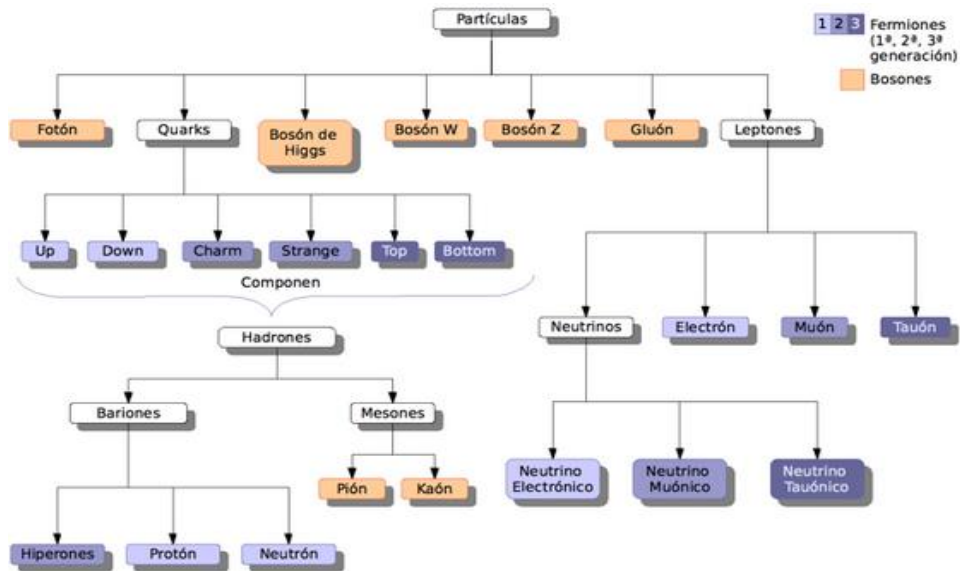 Partículas
1 2 3 Fermiones
(1ª, 2ª, 3ª
generación)
Bosones
Fotón
Quarks
Bosón de
Higgs
Bosón W
Bosón Z
Gluón
Leptones
Up
Down
Charm
Strange
Top
Bottom
Componen
Hadrones
Neutrinos
Electrón
Muón
Tauón
Bariones
Mesones
Pión
Kaón
Neutrino
Electrónico
Neutrino
Muónico
Neutrino
Tauónico
Hiperones
Protón
Neutrón